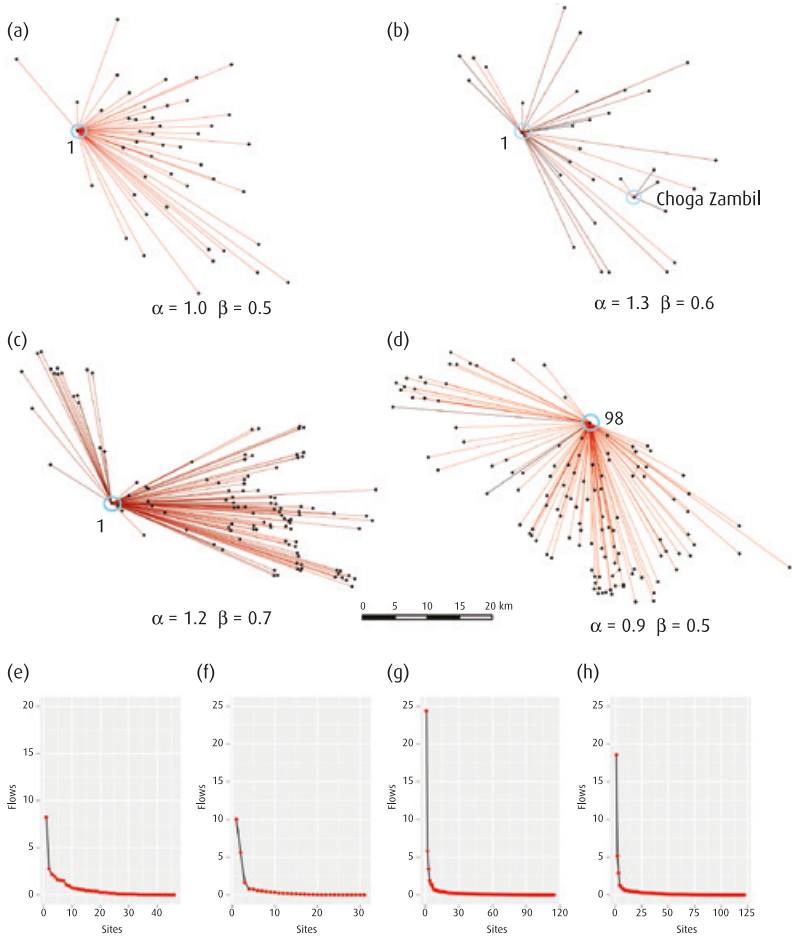 (a)
1
α = 1.0 β = 0.5
(b)
1
Choga Zambil
α = 1.3 β = 0.6
(c)
1
α = 1.2 β = 0.7
(d)
98
α = 0.9 β = 0.5
0 5 10 15 20 km
(e)
20
15
10
5
0
Flows
0 10 20 30 40
Sites
(f)
25
20
15
10
5
0
Flows
0 10 20 30
Sites
(g)
25
20
15
10
5
0
Flows
0 30 60 90 120
Sites
(h)
25
20
15
10
5
0
Flows
0 25 50 75 100 125
Sites